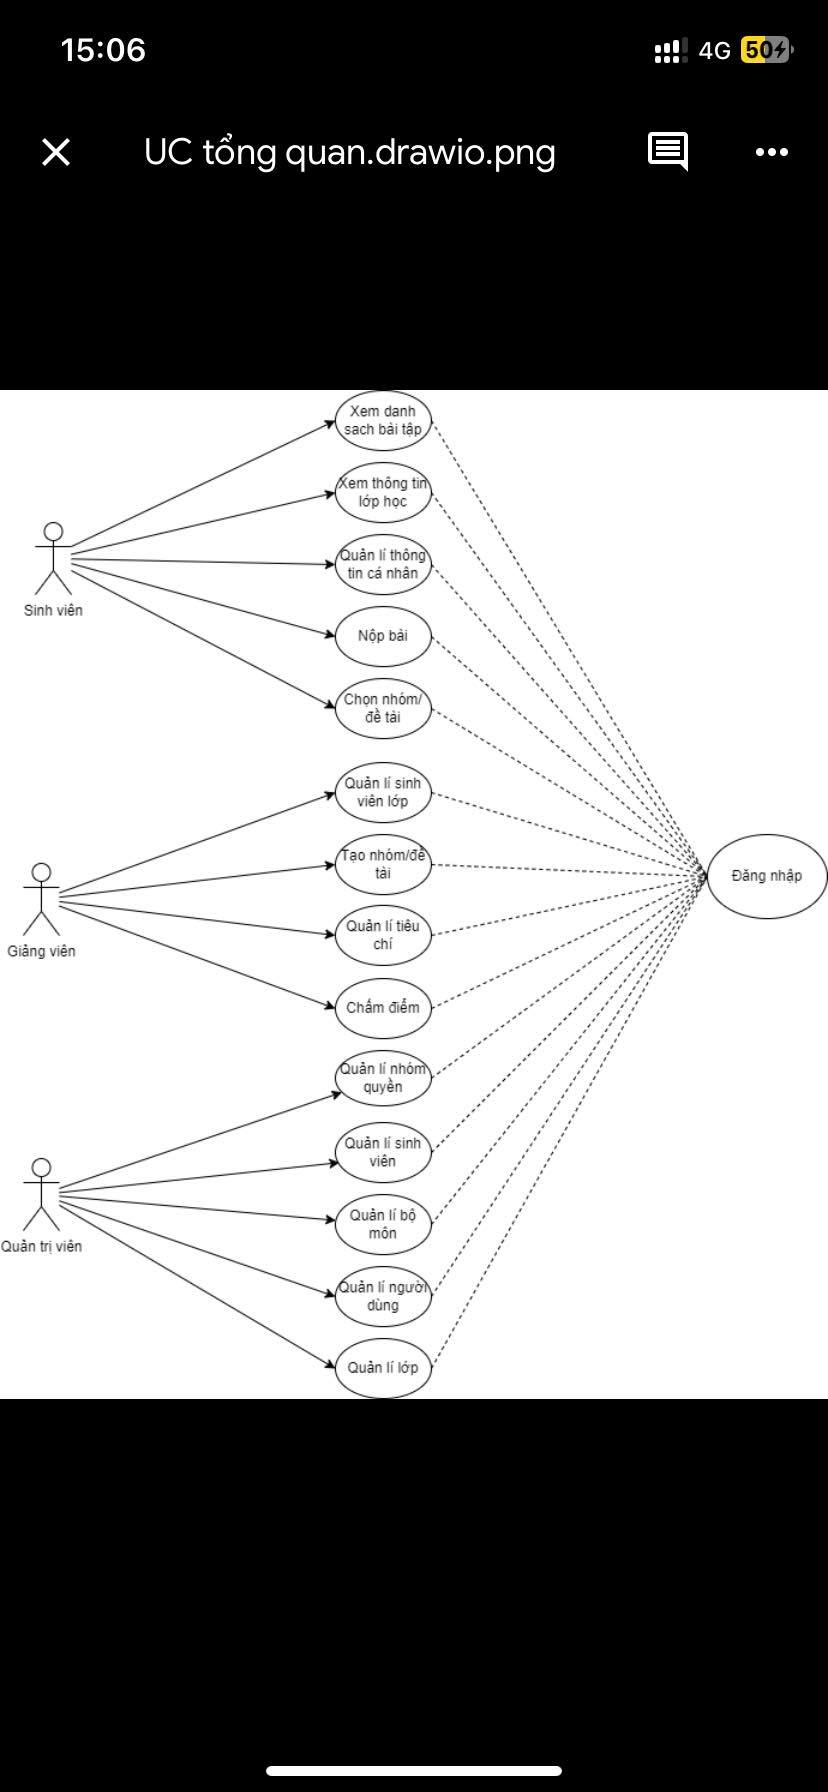 15:06
4G
50
UC tổng quan.drawio.png
Xem danh
sach bài tập
Xem thông tin
lớp học
Quản lí thông
tin cá nhân
Sinh viên
Nộp bài
Chọn nhóm/
đề tài
Quản lí sinh
viên lớp
Tạo nhóm/đề
tài
Đăng nhập
Quản lí tiêu
chí
Giảng viên
Chấm điểm
Quản lí nhóm
quyền
Quản lí sinh
viên
Quản lí bộ
môn
Quản trị viên
Quản lí người
dùng
Quản lí lớp